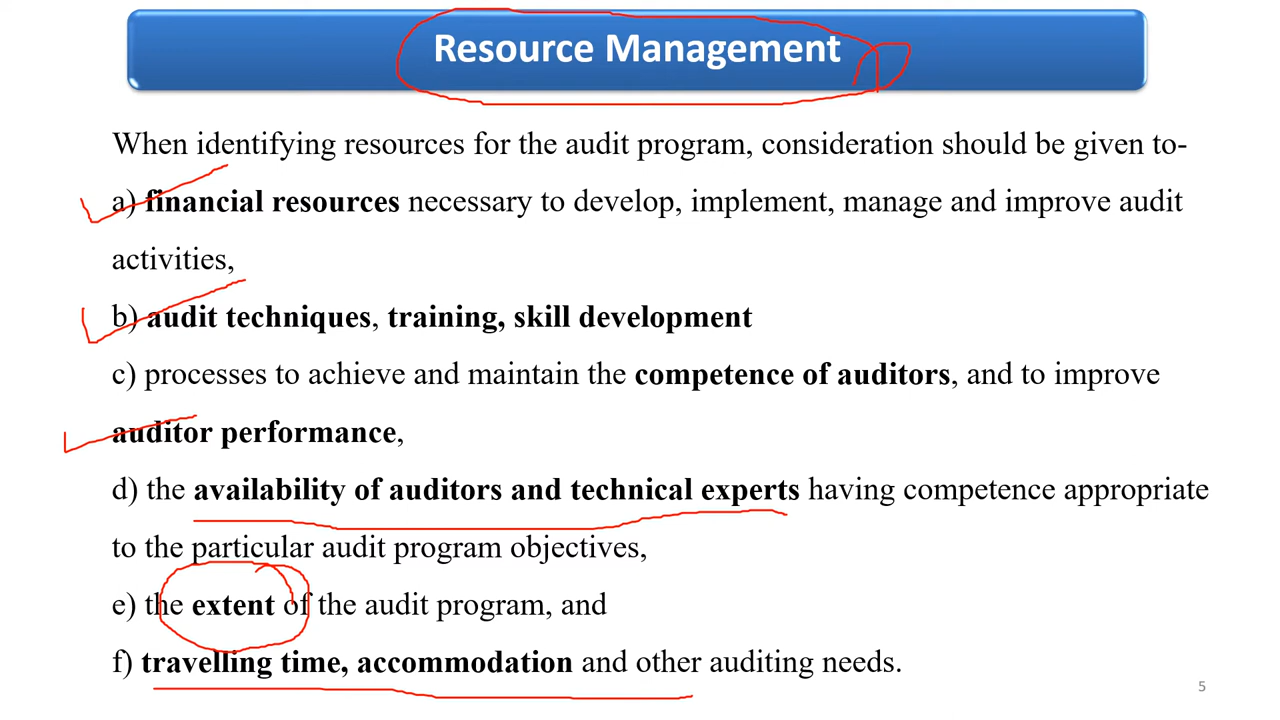 Resource Management
When identifying resources for the audit program, consideration should be given to-
a) financial resources necessary to develop, implement, manage and improve audit
activities,
b) audit techniques, training, skill development
c) processes to achieve and maintain the competence of auditors, and to improve
auditor performance,
d) the availability of auditors and technical experts having competence appropriate
to the particular audit program objectives,
e) the extent of the audit program, and
f) travelling time, accommodation and other auditing needs.
5